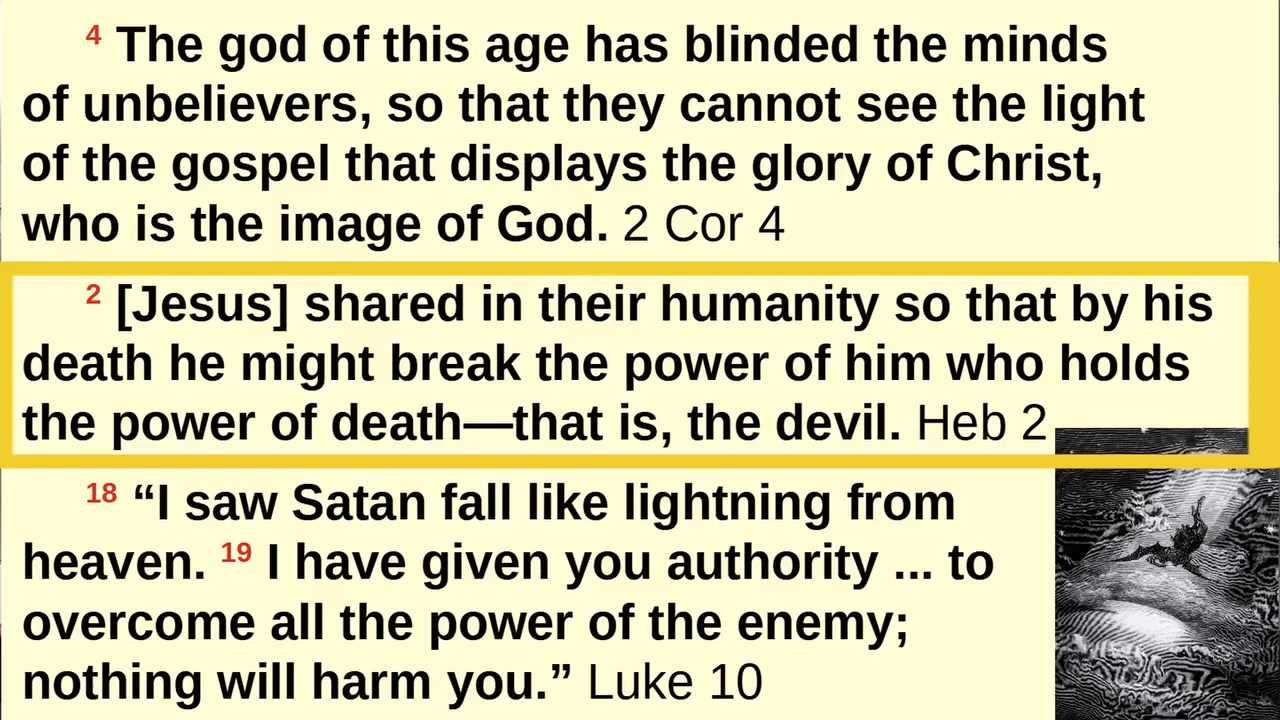 4 The god of this age has blinded the minds
of unbelievers, so that they cannot see the light
of the gospel that displays the glory of Christ,
who is the image of God. 2 Cor 4
2 [Jesus] shared in their humanity so that by his
death he might break the power of him who holds
the power of death—that is, the devil. Heb 2
18 “I saw Satan fall like lightning from
heaven. 19 I have given you authority ... to
overcome all the power of the enemy;
nothing will harm you.” Luke 10